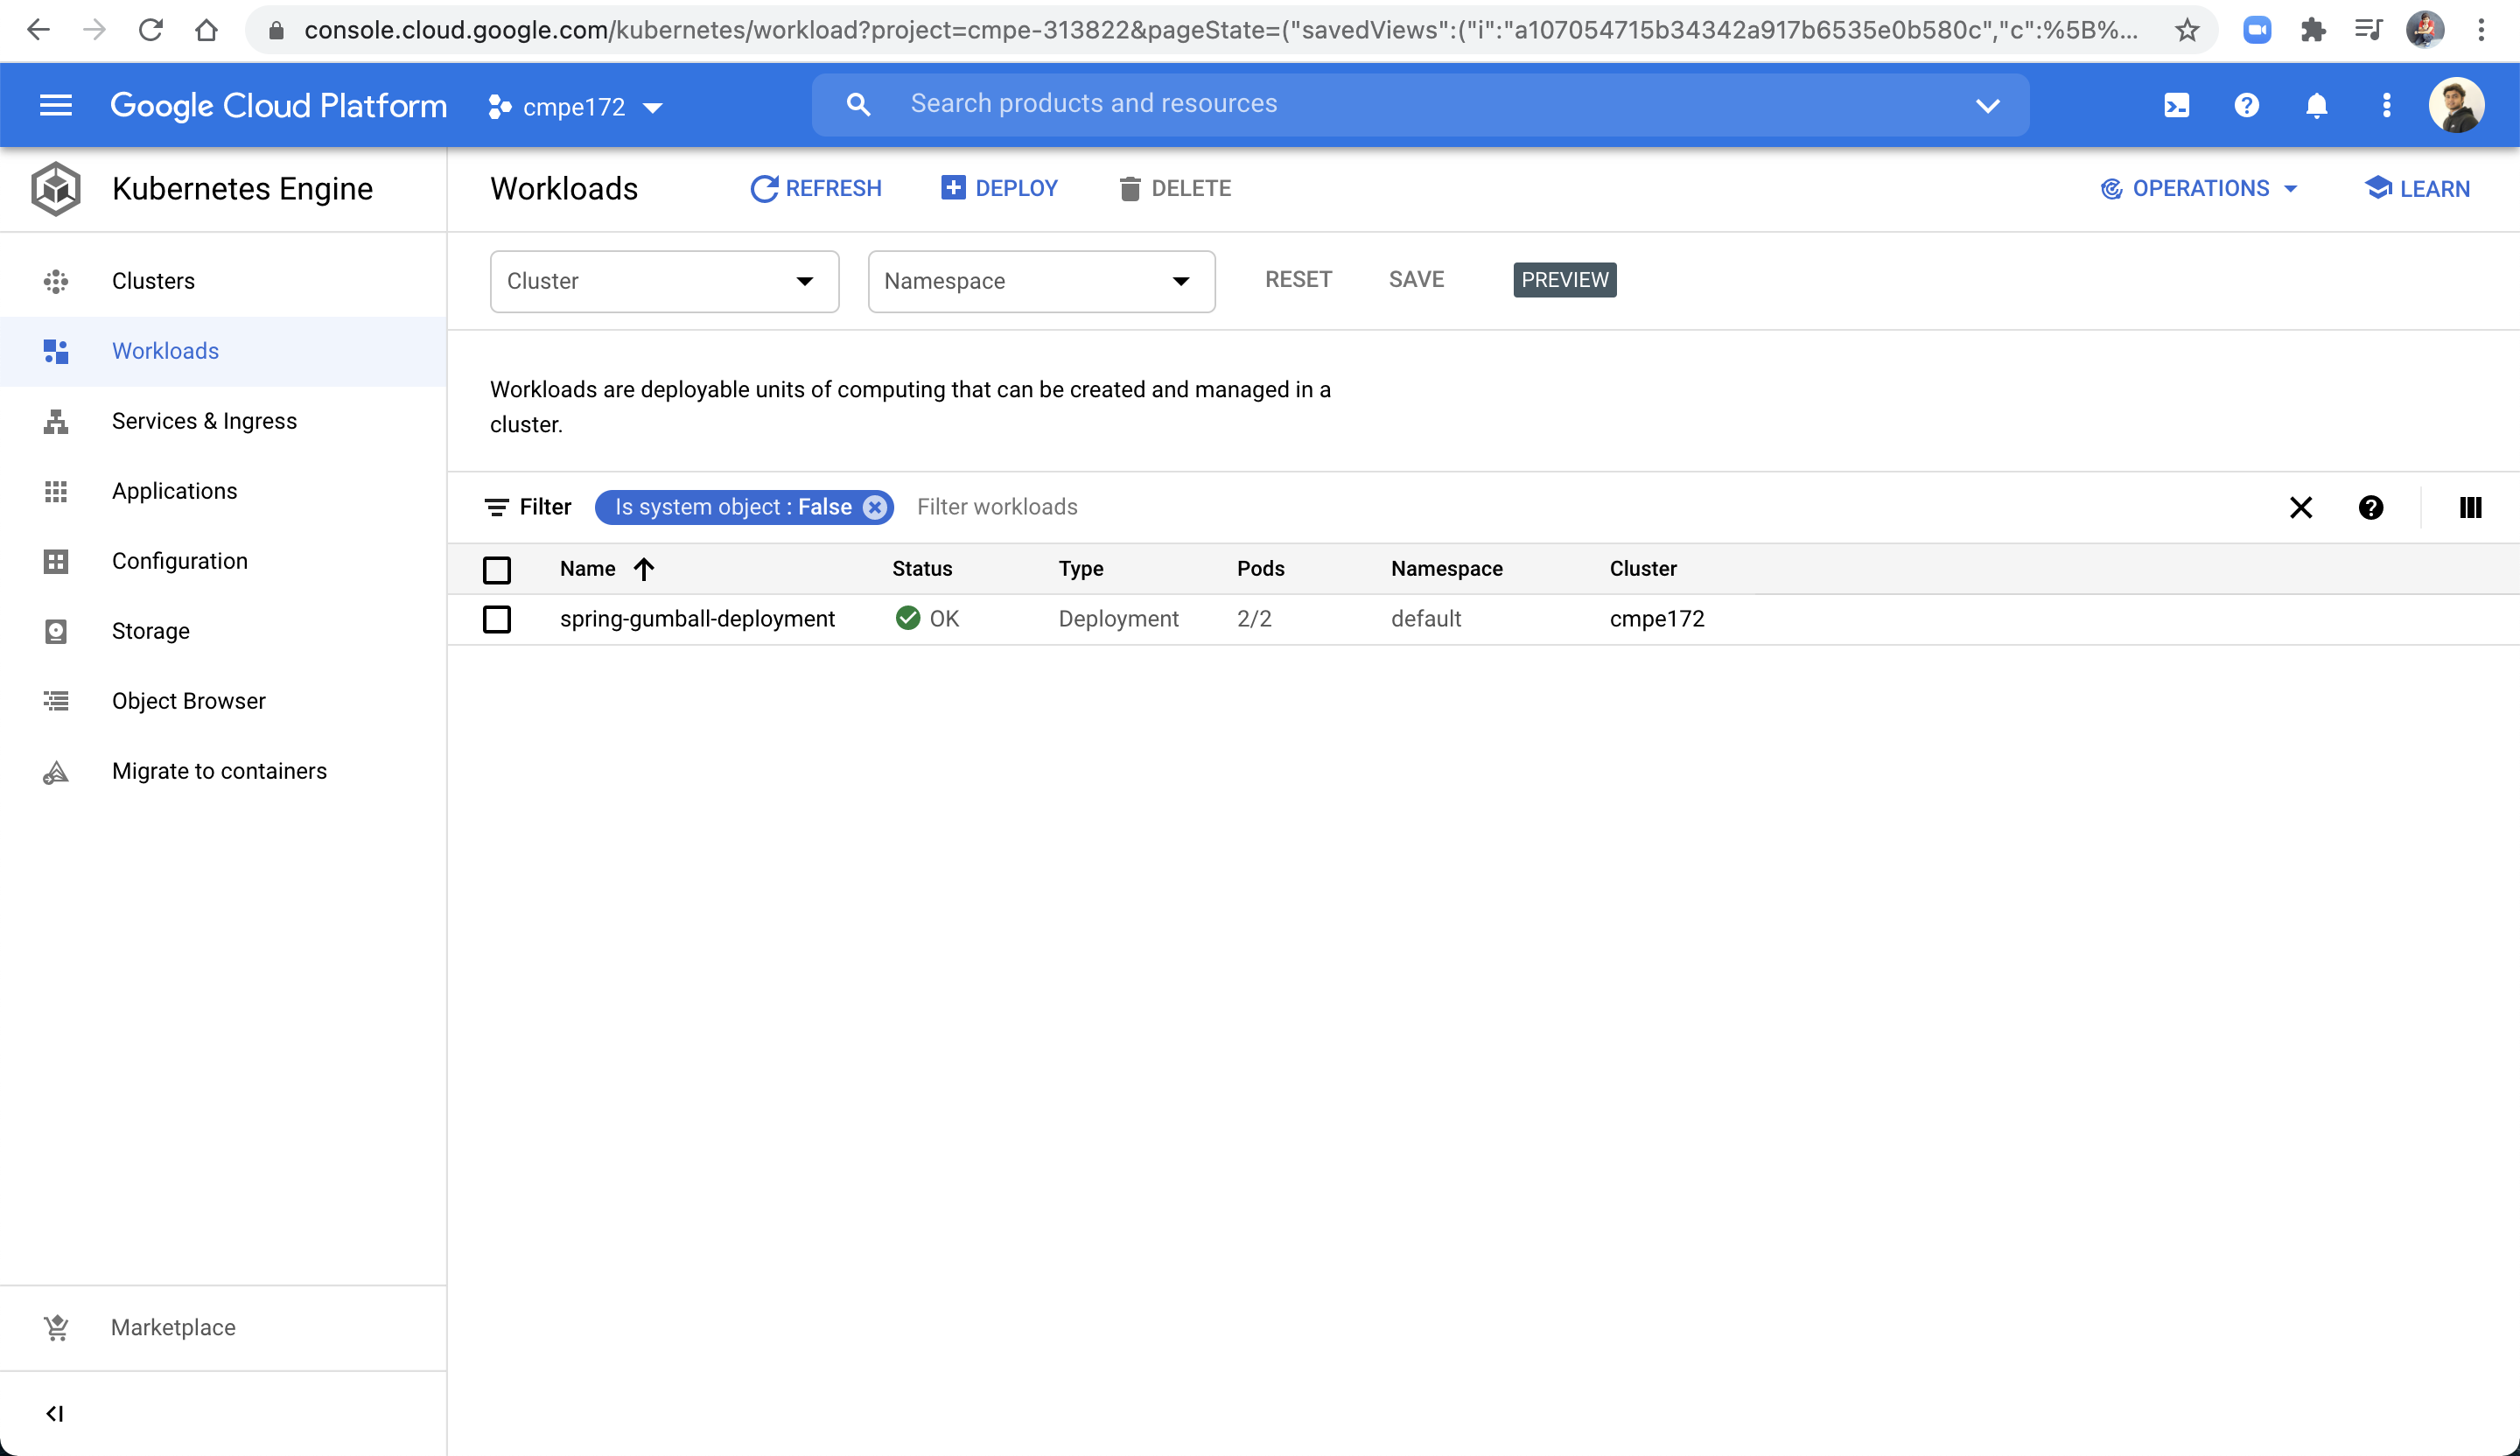 console.cloud.google.com/kubernetes/workload?project=cmpe-313822&pageState=("savedViews":("i":"a107054715b34342a917b6535e0b580c","c":%5B%...
Google Cloud Platform cmpe172 Search products and resources
Kubernetes Engine
Workloads REFRESH DEPLOY DELETE OPERATIONS LEARN
Clusters
Workloads
Services & Ingress
Applications
Configuration
Storage
Object Browser
Migrate to containers
Marketplace
Cluster Namespace RESET SAVE PREVIEW
Workloads are deployable units of computing that can be created and managed in a
cluster.
Filter Is system object : False Filter workloads
Name Status Type Pods Namespace Cluster
spring-gumball-deployment OK Deployment 2/2 default cmpe172